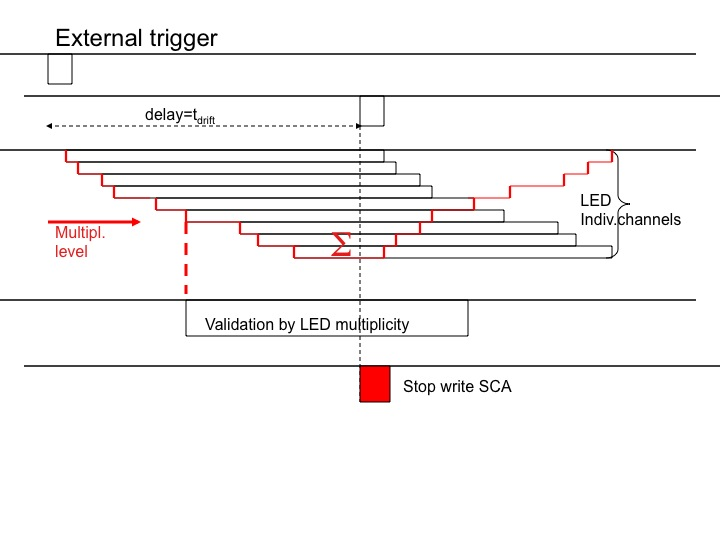 External trigger
delay=tdrift
LED
Indiv.channels
Multipl.
level
Σ
Validation by LED multiplicity
Stop write SCA